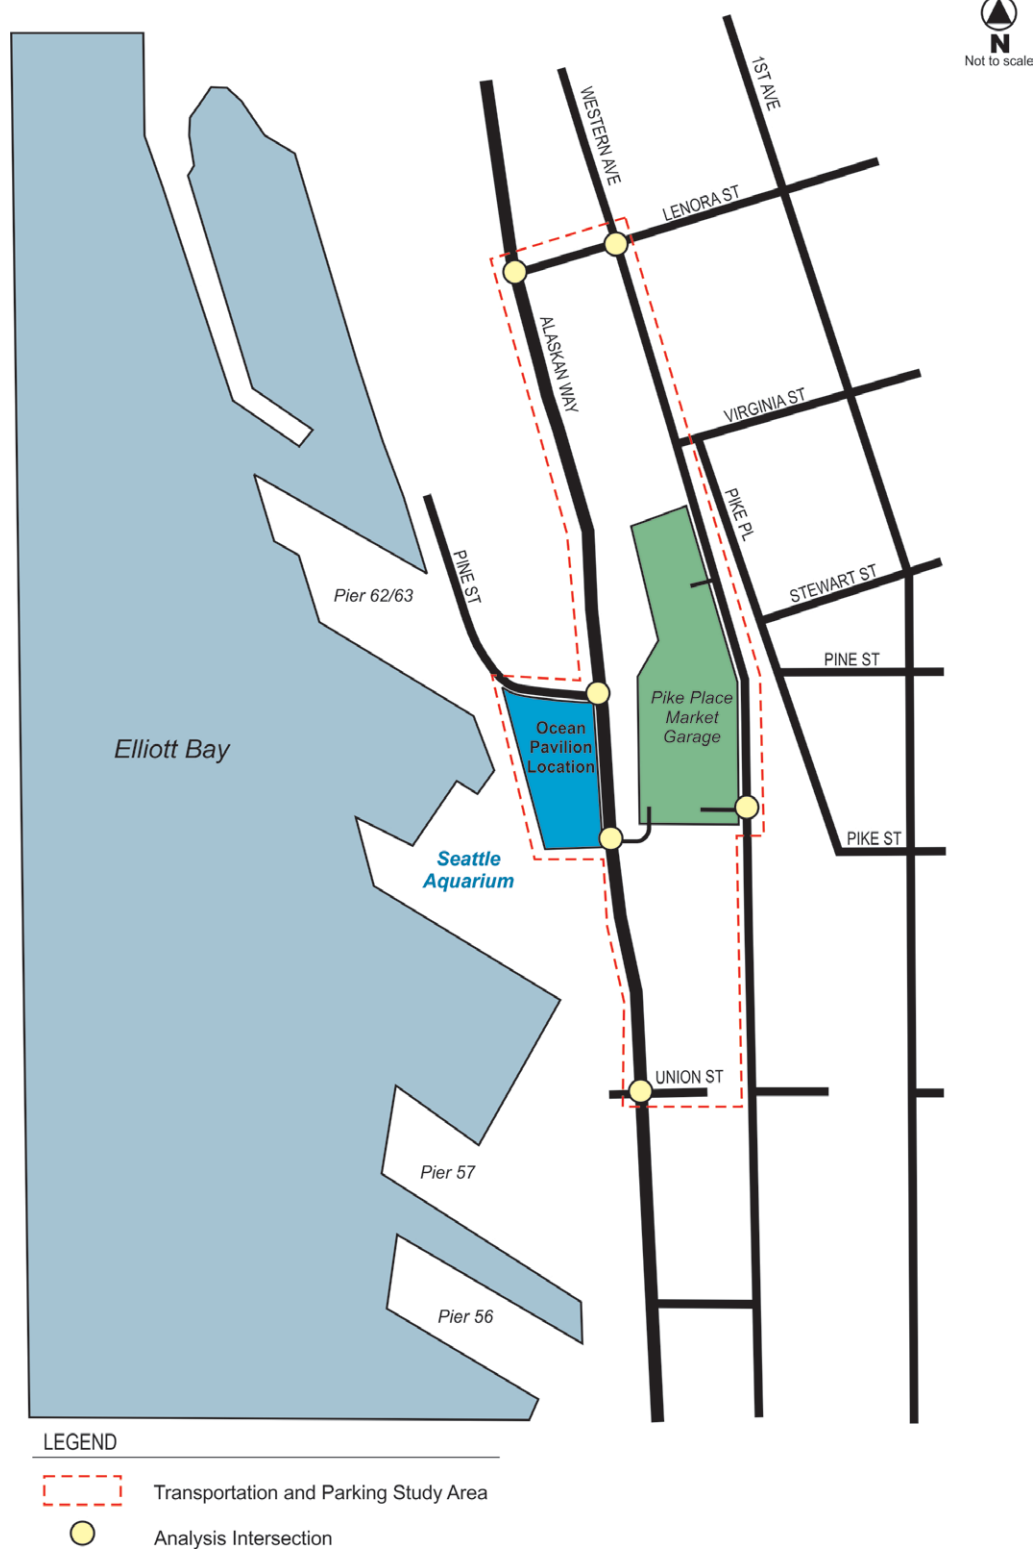 N
Not to scale
1ST AVE
WESTERN AVE
LENORA ST
ALASKAN WAY
VIRGINIA ST
PIKE PL
PINE ST
STEWART ST
Pier 62/63
PINE ST
Pike Place
Market
Garage
Ocean
Pavilion
Location
Elliott Bay
PIKE ST
Seattle
Aquarium
UNION ST
Pier 57
Pier 56
LEGEND
Transportation and Parking Study Area
Analysis Intersection